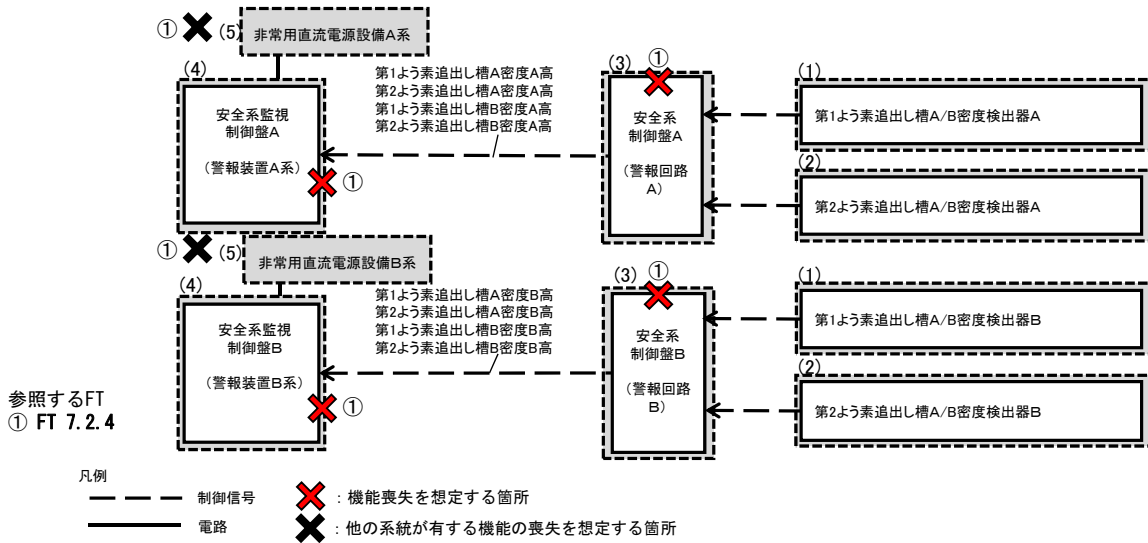 ① (5) 非常用直流電源設備A系
(4)
安全系監視
制御盤A
(警報装置A系)
①
第1よう素追出し槽A密度A高
第2よう素追出し槽A密度A高
第1よう素追出し槽B密度A高
第2よう素追出し槽B密度A高
(3) ①
安全系
制御盤A
(警報回路
A)
(1)
第1よう素追出し槽A/B密度検出器A
(2)
第2よう素追出し槽A/B密度検出器A
① (5) 非常用直流電源設備B系
(4)
安全系監視
制御盤B
(警報装置B系)
①
第1よう素追出し槽A密度B高
第2よう素追出し槽A密度B高
第1よう素追出し槽B密度B高
第2よう素追出し槽B密度B高
(3) ①
安全系
制御盤B
(警報回路
B)
(1)
第1よう素追出し槽A/B密度検出器B
(2)
第2よう素追出し槽A/B密度検出器B
参照するFT
① FT 7.2.4
凡例
制御信号
：機能喪失を想定する箇所
電路
：他の系統が有する機能の喪失を想定する箇所